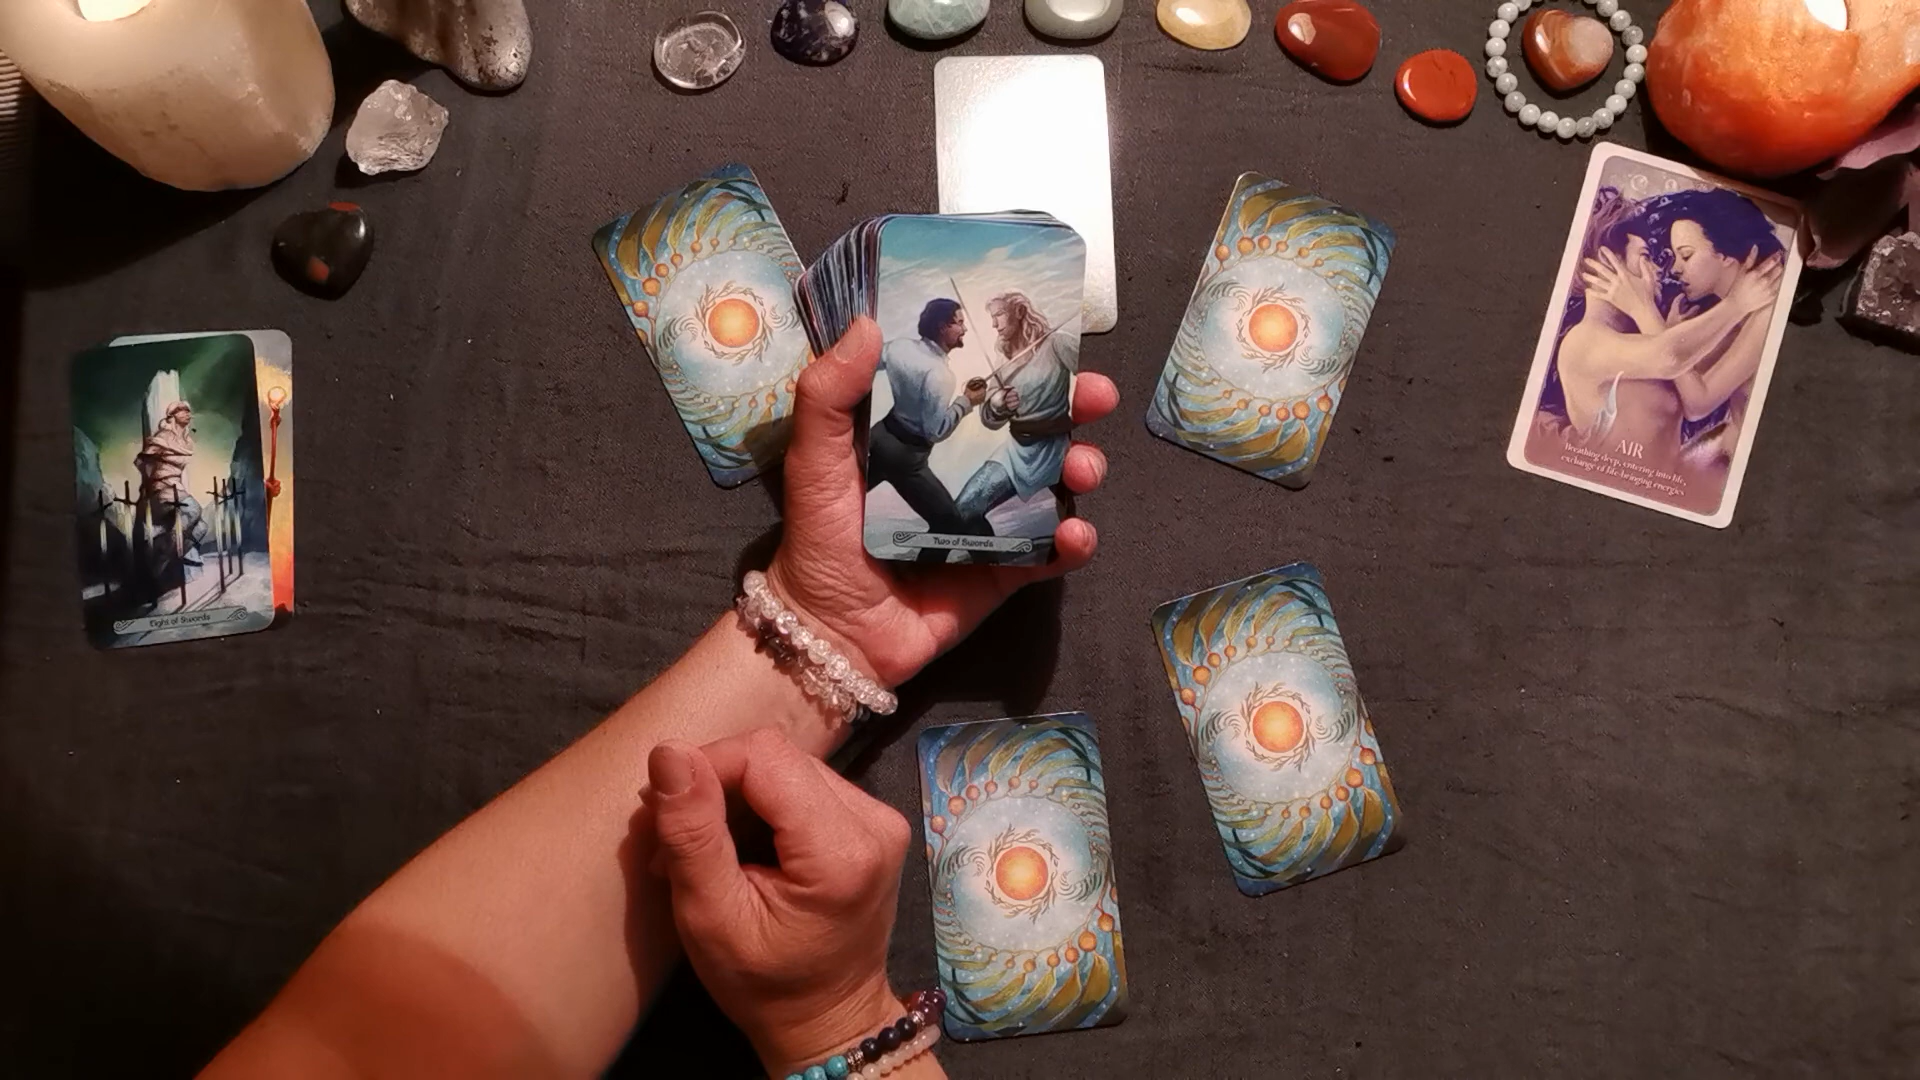 Two of Swords
Eight of Swords
AIR
Breathing deep, entering into life,
exchange of life-bringing energies